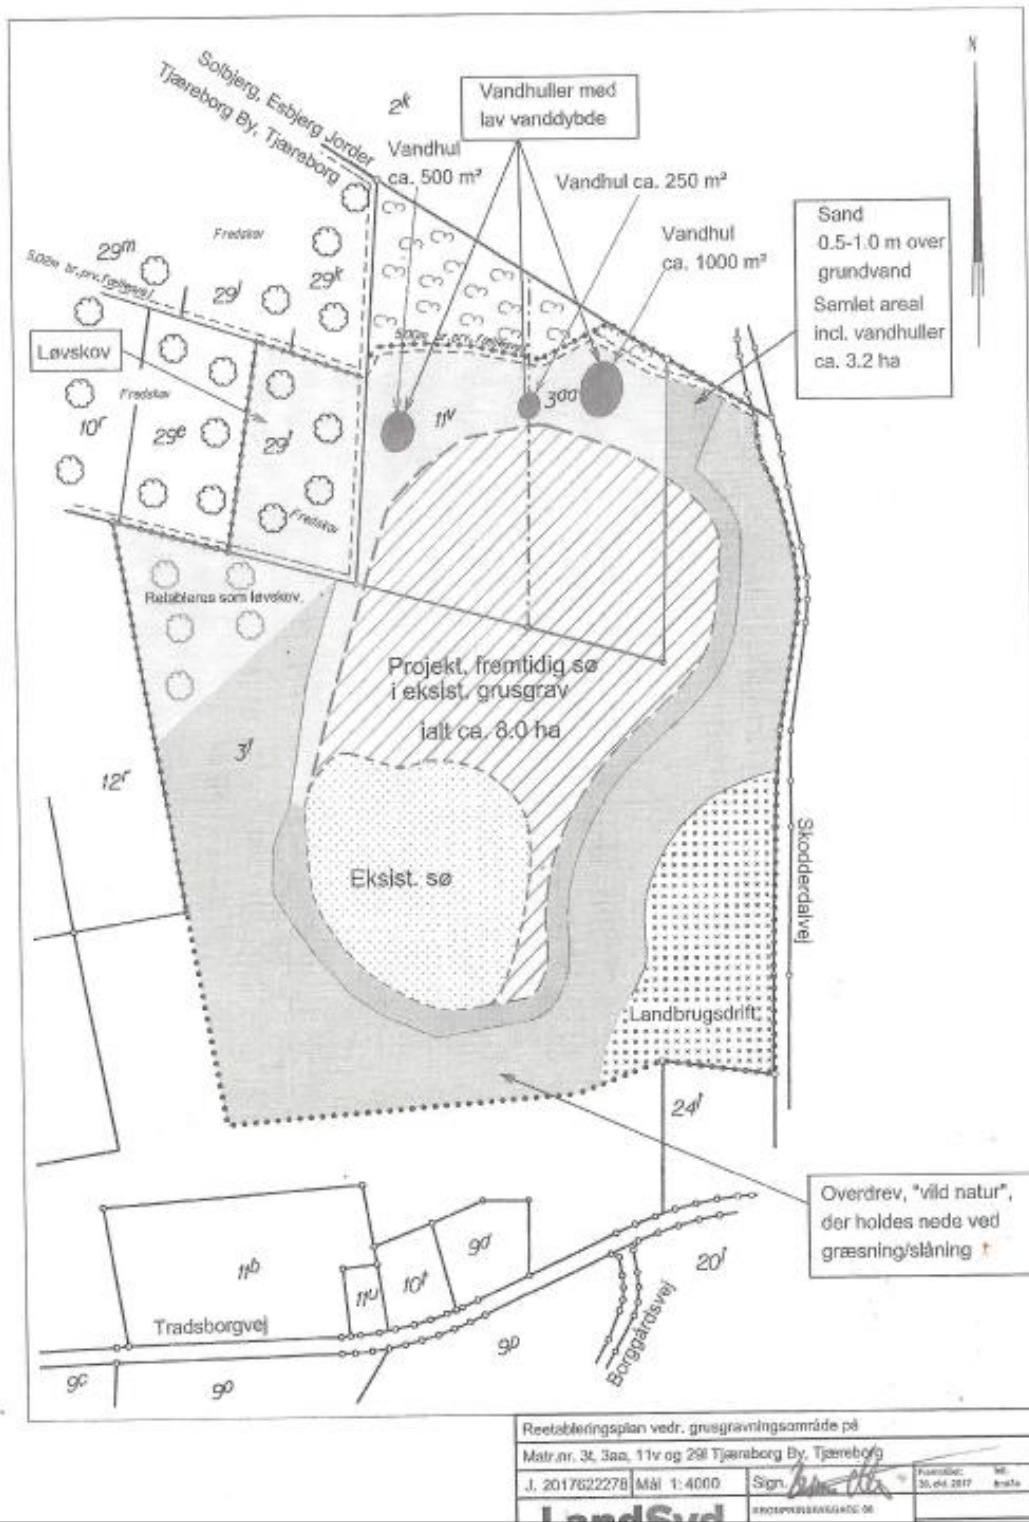 N
Solbjerg, Esbjerg Jorder
Tjæreborg By, Tjæreborg
2k
Vandhuller med
lav vanddybde
Vandhul
ca. 500 m²
Vandhul ca. 250 m²
Vandhul
ca. 1000 m²
Sand
0.5-1.0 m over
grundvand
Samlet areal
incl. vandhuller
ca. 3.2 ha
Fredskov
29m
29l
29k
Løvskov
Fredskov
10r
29e
29i
Fredskov
11v
3aa
Retableres som løvskov.
Projekt. fremtidig sø
i eksist. grusgrav
ialt ca. 8.0 ha
3t
12r
Eksist. sø
Skodderdalvej
Landbrugsdrift
24f
Overdrev, "vild natur",
der holdes nede ved
græsning/slåning
11b
11u
10t
9d
20f
Tradsborgvej
Borggårdsvej
9c
9o
9p
Reetableringsplan vedr. grusgravningsområde på
Matr.nr. 3t, 3aa, 11v og 29l Tjæreborg By, Tjæreborg
J. 2017622278
Mål 1:4000
Sign.
LandSyd